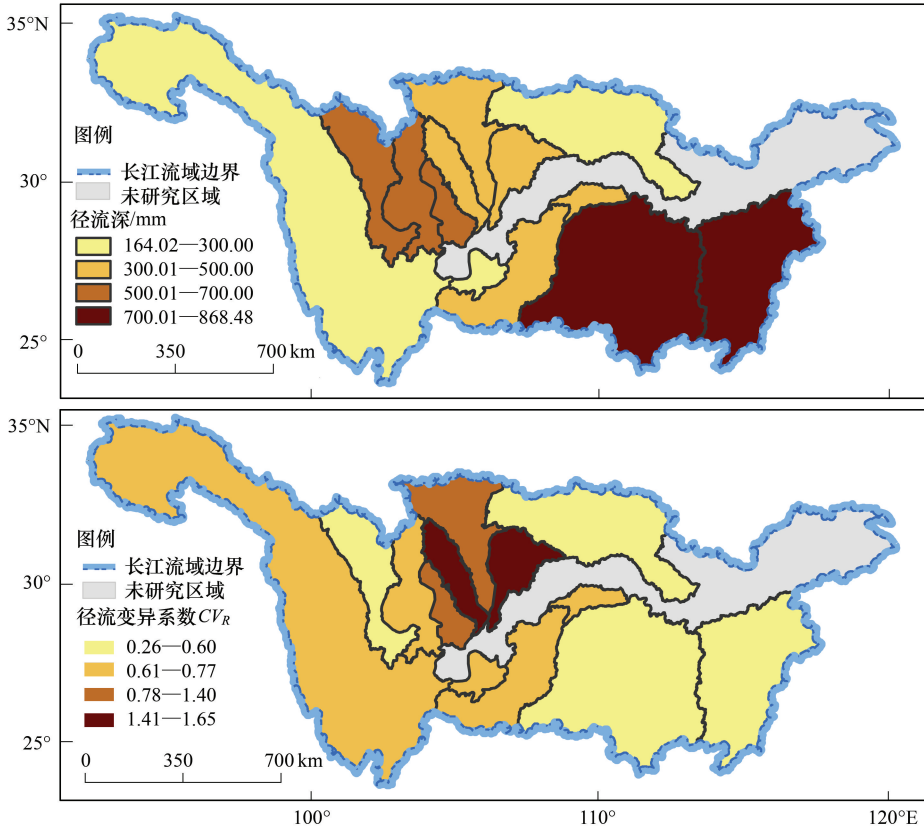 35°N
30°
25°
图例
长江流域边界
未研究区域
径流深/mm
164.02—300.00
300.01—500.00
500.01—700.00
700.01—868.48
0 350 700 km
35°N
30°
25°
图例
长江流域边界
未研究区域
径流变异系数CV_R
0.26—0.60
0.61—0.77
0.78—1.40
1.41—1.65
0 350 700 km
100° 110° 120°E